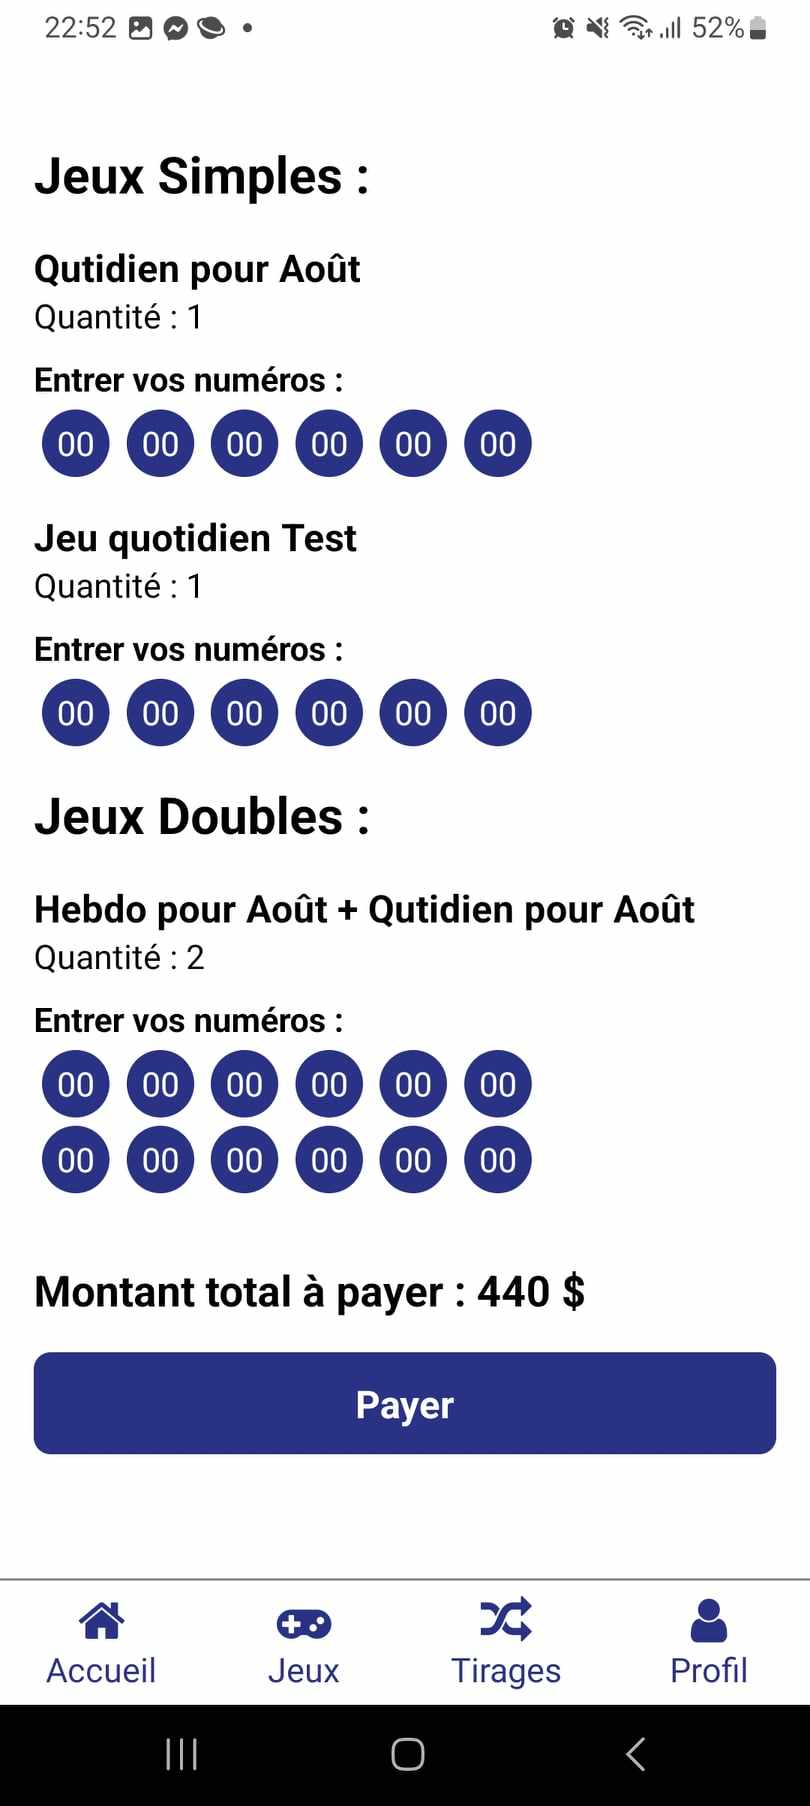 22:52
52%
Jeux Simples :
Qutidien pour Août
Quantité : 1
Entrer vos numéros :
00 00 00 00 00 00
Jeu quotidien Test
Quantité : 1
Entrer vos numéros :
00 00 00 00 00 00
Jeux Doubles :
Hebdo pour Août + Qutidien pour Août
Quantité : 2
Entrer vos numéros :
00 00 00 00 00 00
00 00 00 00 00 00
Montant total à payer : 440 $
Payer
Accueil Jeux Tirages Profil